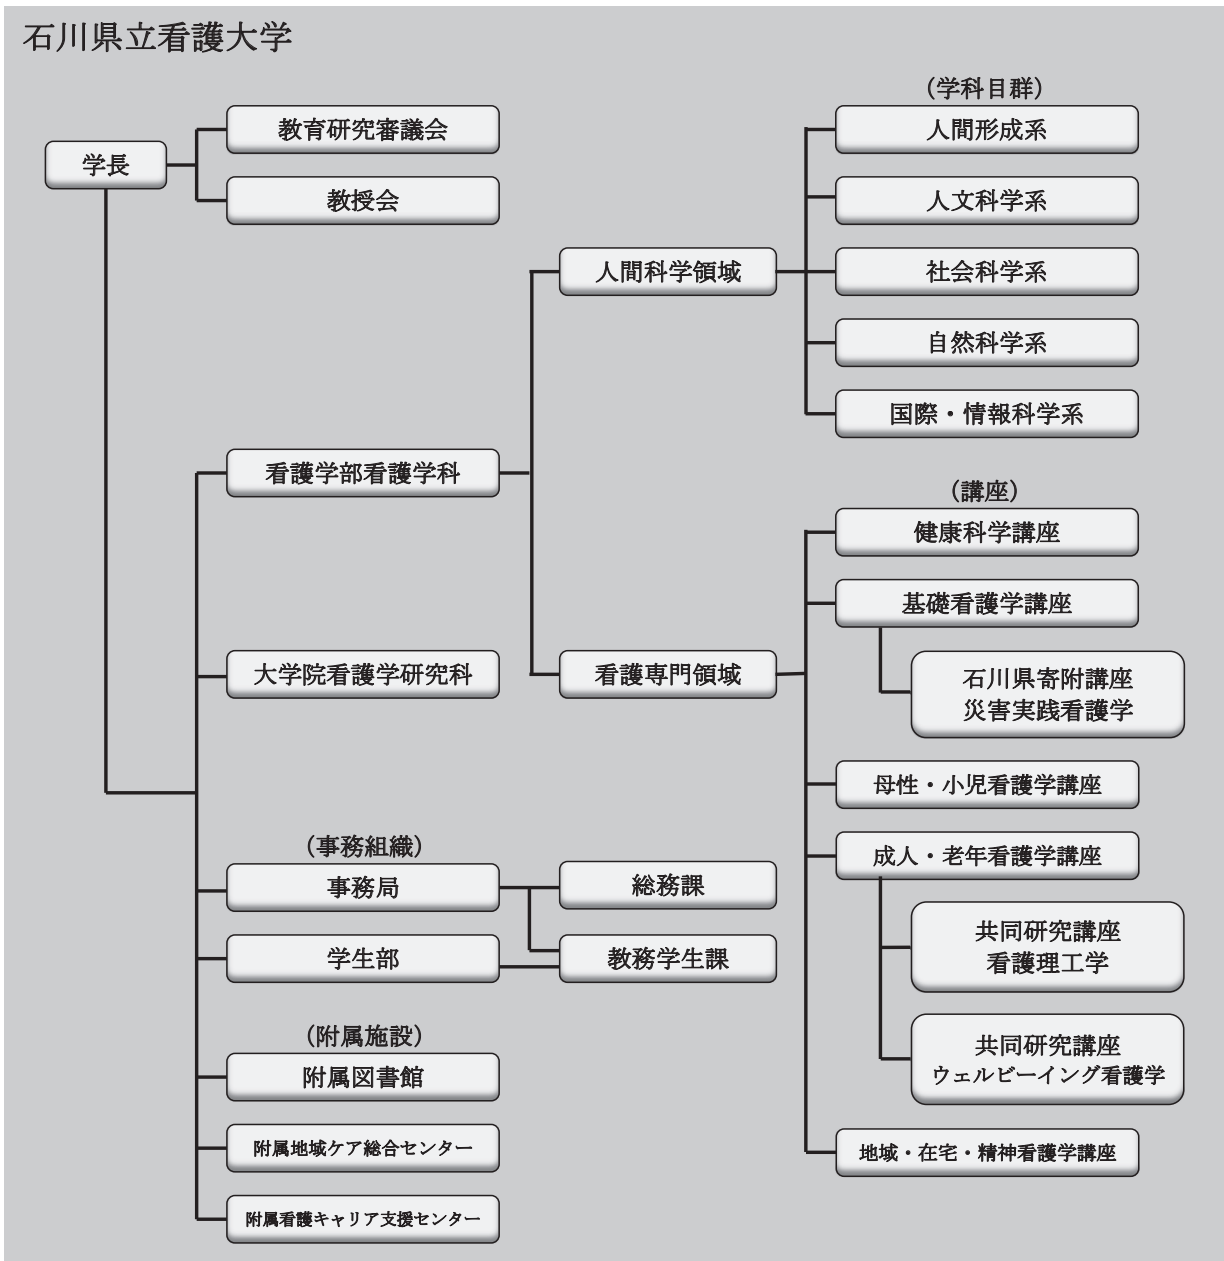 石川県立看護大学
学長
教育研究審議会
教授会
看護学部看護学科
人間科学領域
(学科目群)
人間形成系
人文科学系
社会科学系
自然科学系
国際・情報科学系
看護専門領域
(講座)
健康科学講座
基礎看護学講座
石川県寄附講座
災害実践看護学
母性・小児看護学講座
成人・老年看護学講座
共同研究講座
看護理工学
共同研究講座
ウェルビーイング看護学
地域・在宅・精神看護学講座
大学院看護学研究科
(事務組織)
事務局
総務課
学生部
教務学生課
(附属施設)
附属図書館
附属地域ケア総合センター
附属看護キャリア支援センター